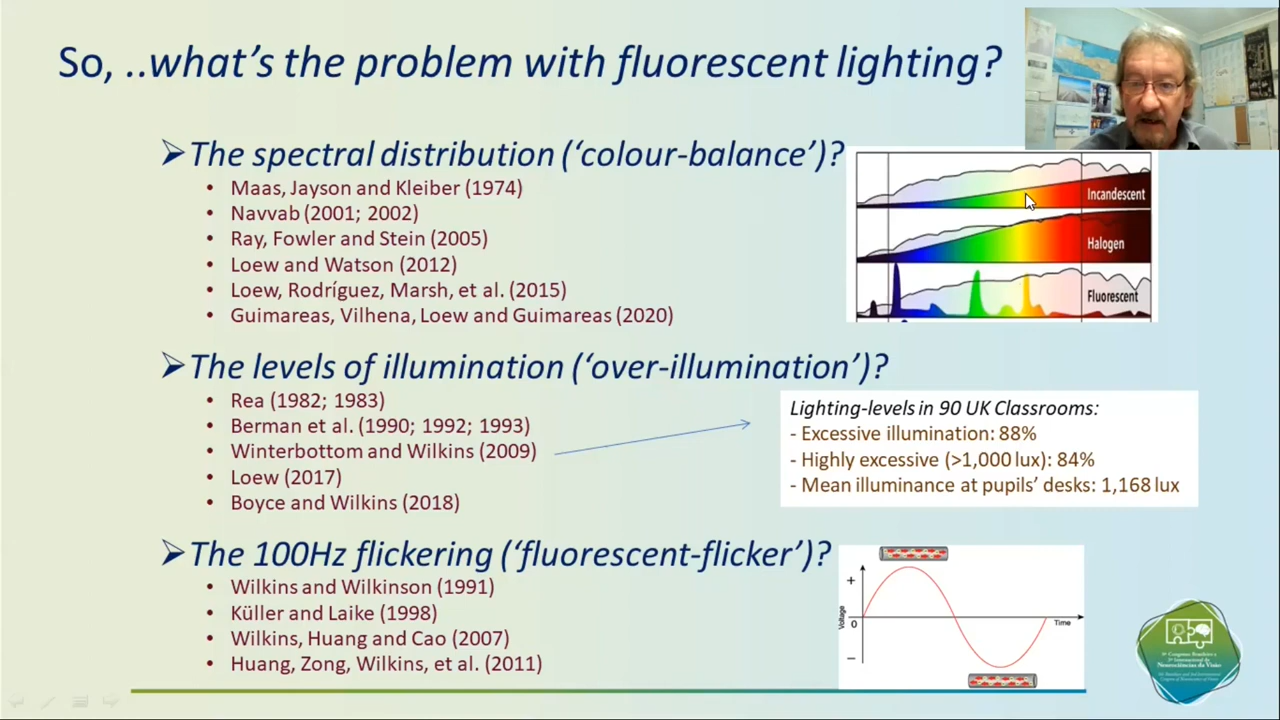 So, ..what's the problem with fluorescent lighting?
➢The spectral distribution ('colour-balance')?
• Maas, Jayson and Kleiber (1974)
• Navvab (2001; 2002)
• Ray, Fowler and Stein (2005)
• Loew and Watson (2012)
• Loew, Rodríguez, Marsh, et al. (2015)
• Guimareas, Vilhena, Loew and Guimareas (2020)
Incandescent
Halogen
Fluorescent
➢The levels of illumination ('over-illumination')?
• Rea (1982; 1983)
• Berman et al. (1990; 1992; 1993)
• Winterbottom and Wilkins (2009)
• Loew (2017)
• Boyce and Wilkins (2018)
Lighting-levels in 90 UK Classrooms:
- Excessive illumination: 88%
- Highly excessive (>1,000 lux): 84%
- Mean illuminance at pupils' desks: 1,168 lux
➢The 100Hz flickering ('fluorescent-flicker')?
• Wilkins and Wilkinson (1991)
• Küller and Laike (1998)
• Wilkins, Huang and Cao (2007)
• Huang, Zong, Wilkins, et al. (2011)
+
Voltage
0
Time
−
Neurociências da Visão